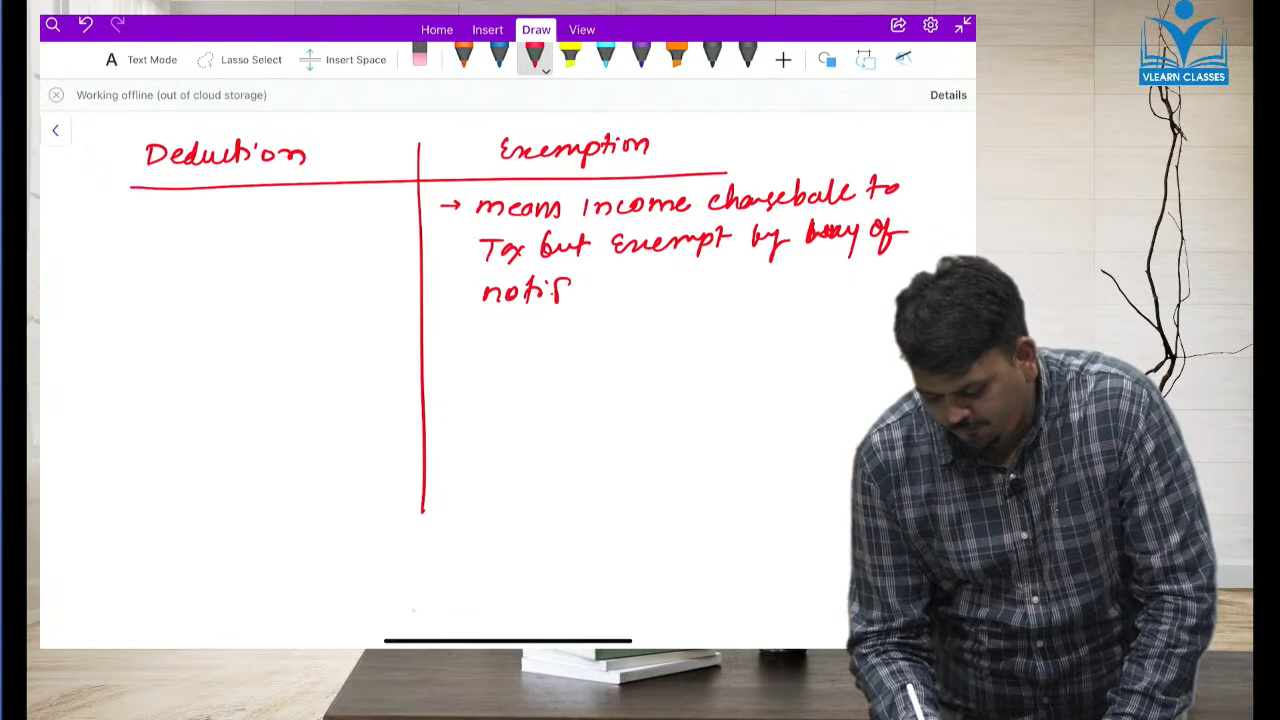 Home Insert Draw View
A Text Mode Lasso Select Insert Space
Working offline (out of cloud storage) Details
VLEARN CLASSES
Deduction Exemption
→ means income chargebale to
Tax but Exempt by way of
notif